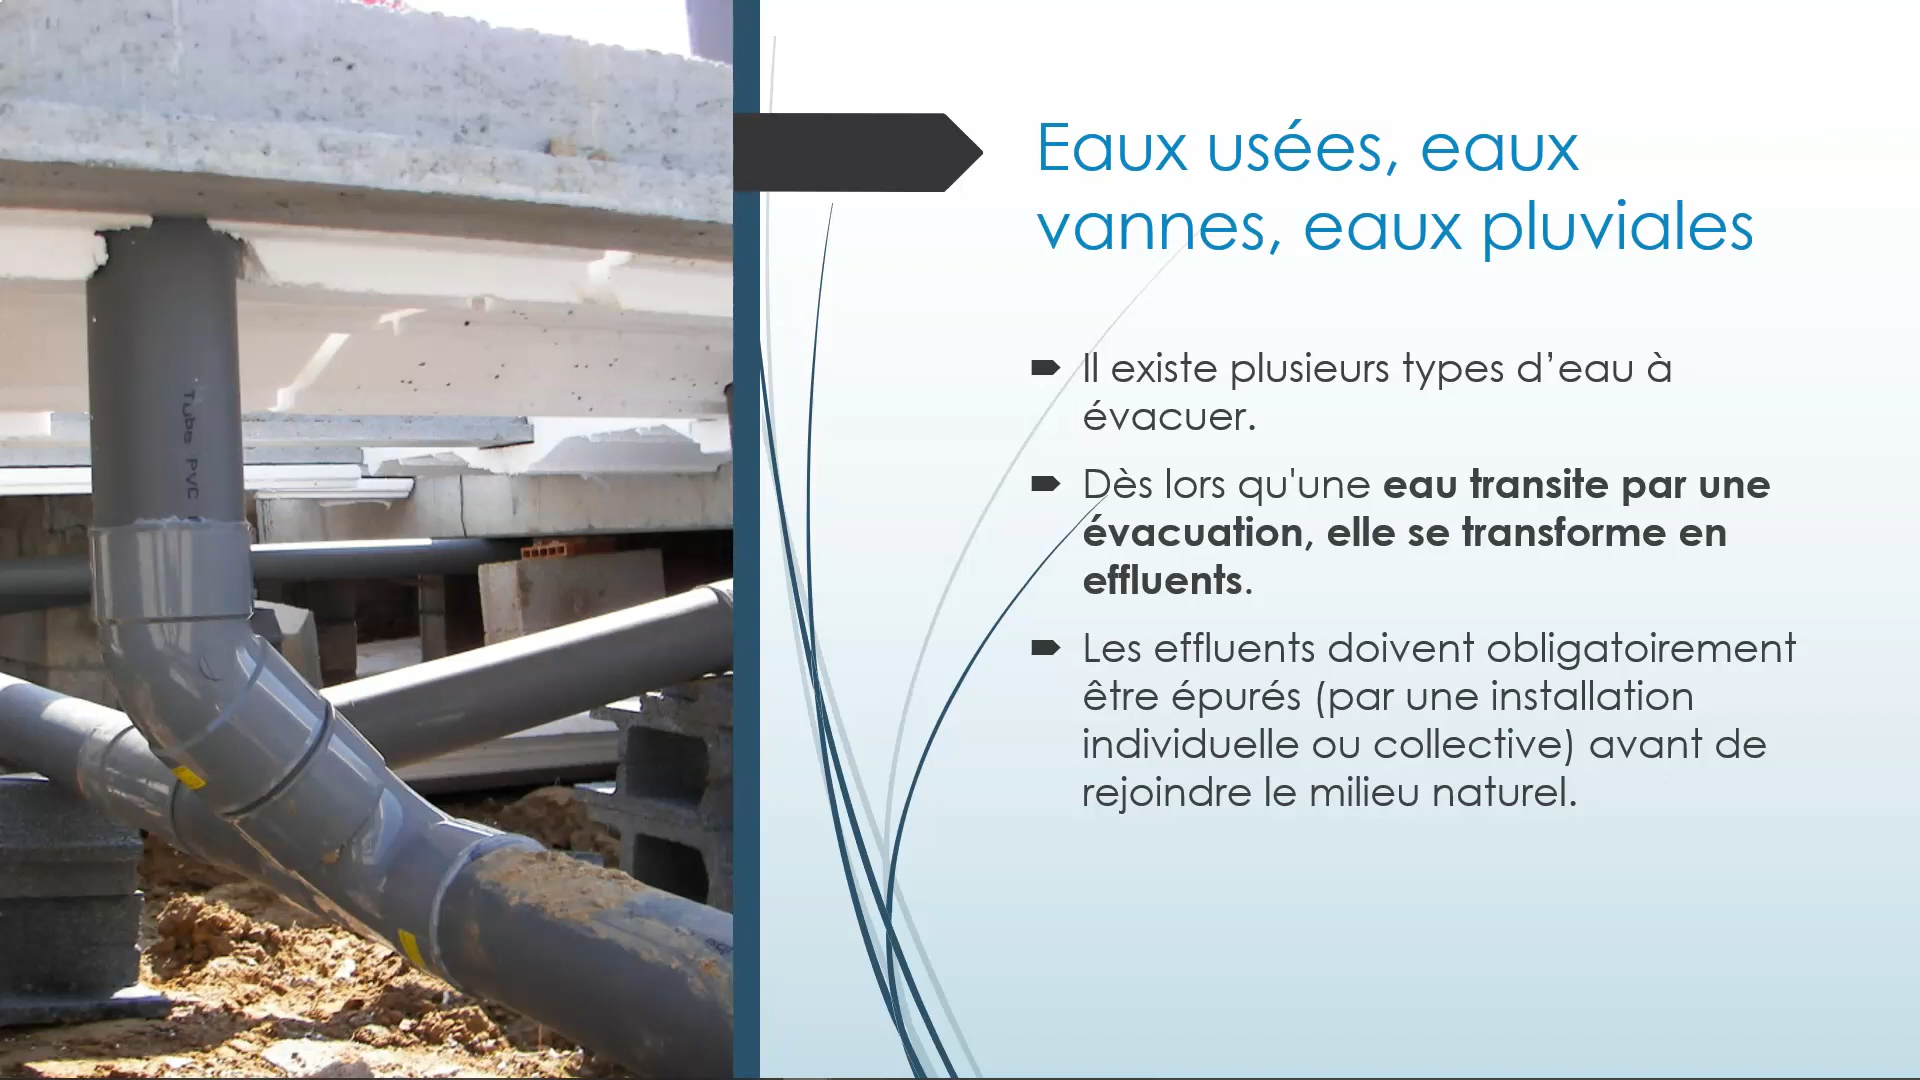 Eaux usées, eaux
vannes, eaux pluviales
Il existe plusieurs types d’eau à
évacuer.
Dès lors qu'une eau transite par une
évacuation, elle se transforme en
effluents.
Les effluents doivent obligatoirement
être épurés (par une installation
individuelle ou collective) avant de
rejoindre le milieu naturel.
Tube PVC